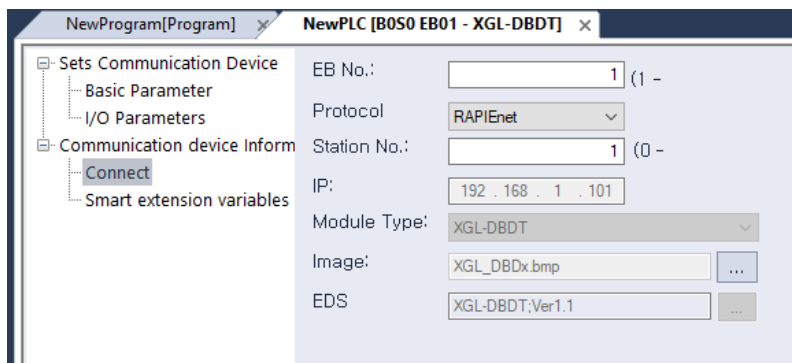 NewProgram[Program]
NewPLC [B0S0 EB01 - XGL-DBDT]
Sets Communication Device
Basic Parameter
I/O Parameters
Communication device Inform
Connect
Smart extension variables
EB No.: 1 (1 -
Protocol RAPIEnet
Station No.: 1 (0 -
IP: 192 . 168 . 1 . 101
Module Type: XGL-DBDT
Image: XGL_DBDx.bmp ...
EDS XGL-DBDT;Ver1.1 ...